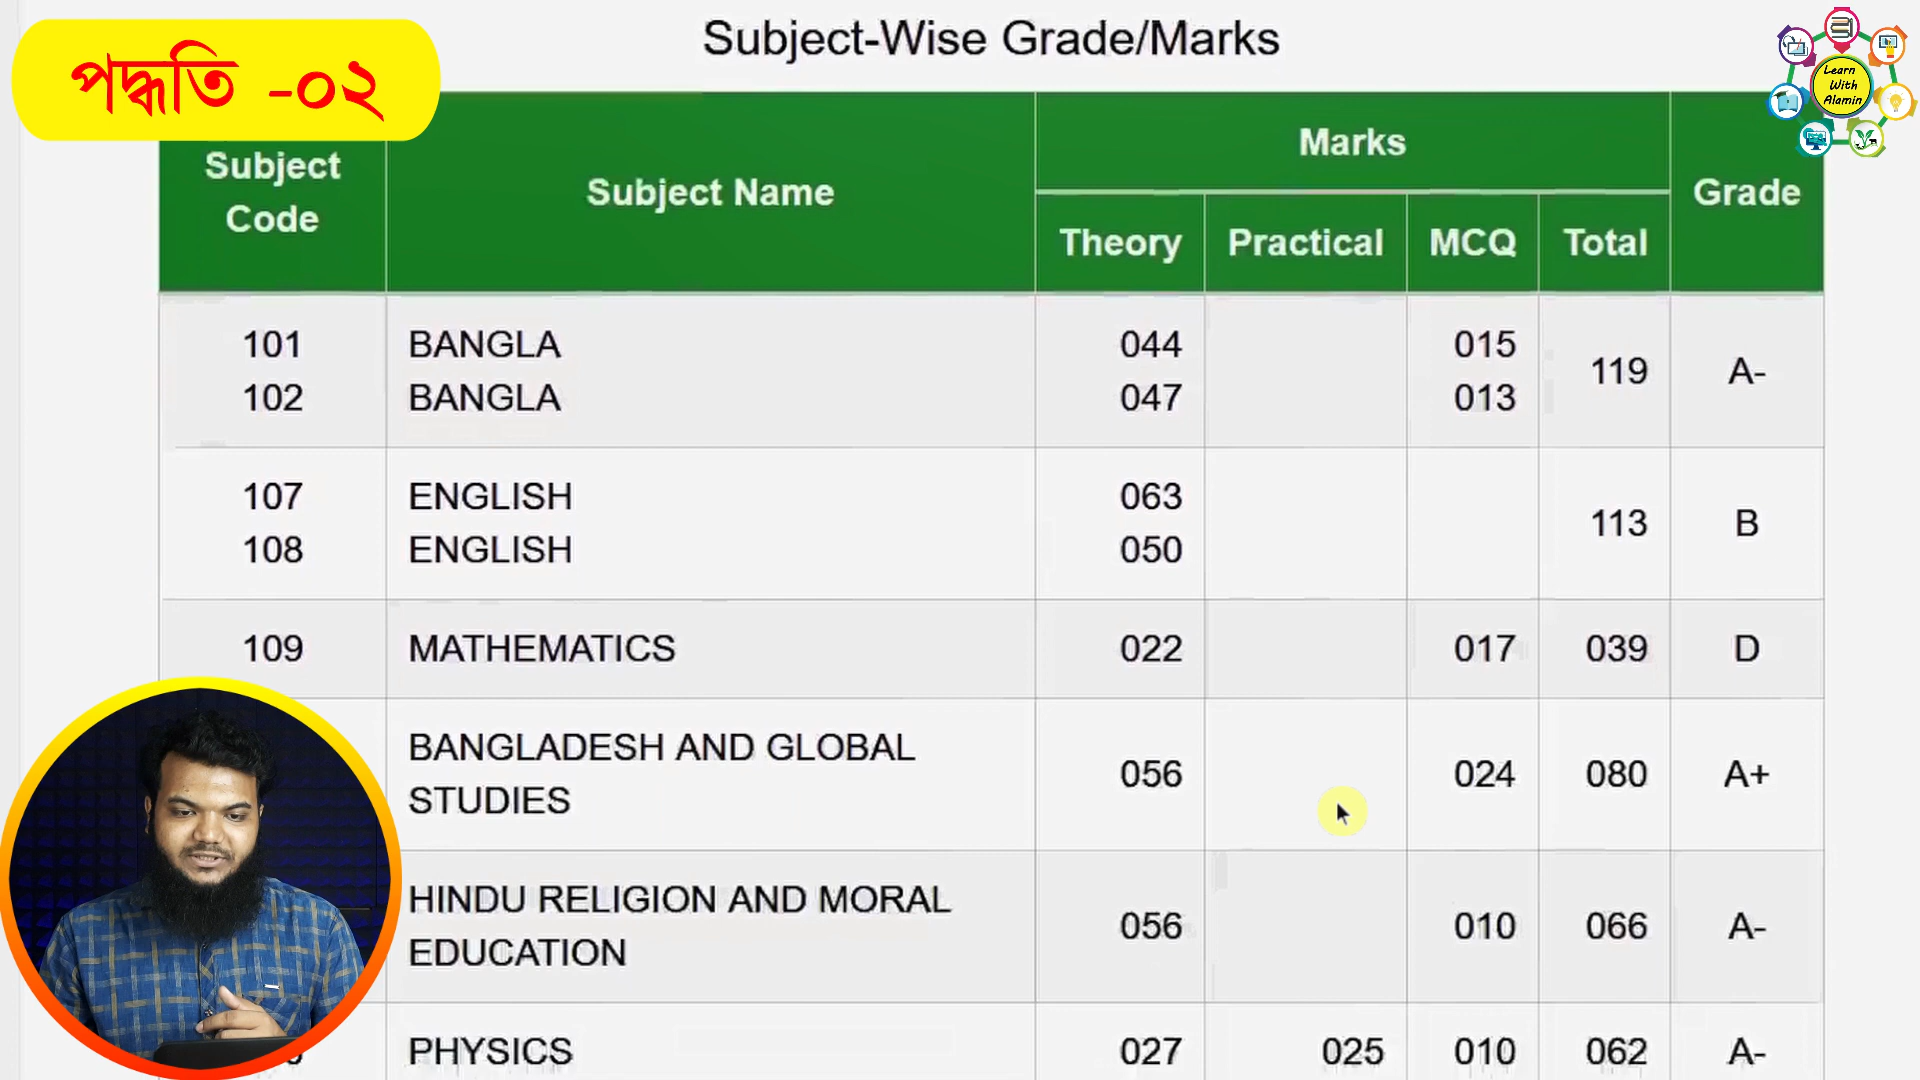 Subject-Wise Grade/Marks
পদ্ধতি -০২
Learn
With
Alamin
Subject Code
Subject Name
Marks
Grade
Theory
Practical
MCQ
Total
101 BANGLA 044 015
102 BANGLA 047 013
119 A-
107 ENGLISH 063
108 ENGLISH 050
113 B
109 MATHEMATICS 022 017 039 D
BANGLADESH AND GLOBAL
STUDIES
056 024 080 A+
HINDU RELIGION AND MORAL
EDUCATION
056 010 066 A-
PHYSICS 027 025 010 062 A-